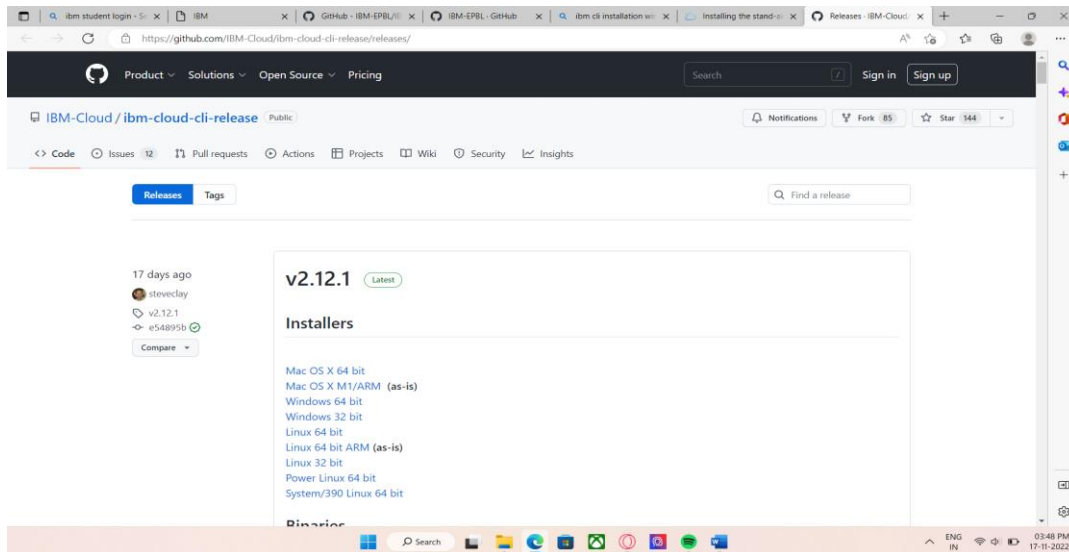 ibm student login - Sc
IBM
GitHub - IBM-EPBL/IB
IBM-EPBL · GitHub
ibm cli installation win
Installing the stand-al
Releases · IBM-Cloud/
https://github.com/IBM-Cloud/ibm-cloud-cli-release/releases/
Product Solutions Open Source Pricing
Search /
Sign in Sign up
IBM-Cloud / ibm-cloud-cli-release Public
Notifications Fork 85 Star 144
<> Code Issues 12 Pull requests Actions Projects Wiki Security Insights
Releases Tags
Find a release
17 days ago
steveclay
v2.12.1
e54895b
Compare
v2.12.1 Latest
Installers
Mac OS X 64 bit
Mac OS X M1/ARM (as-is)
Windows 64 bit
Windows 32 bit
Linux 64 bit
Linux 64 bit ARM (as-is)
Linux 32 bit
Power Linux 64 bit
System/390 Linux 64 bit
Binaries
Search
ENG
IN
03:48 PM
17-11-2022